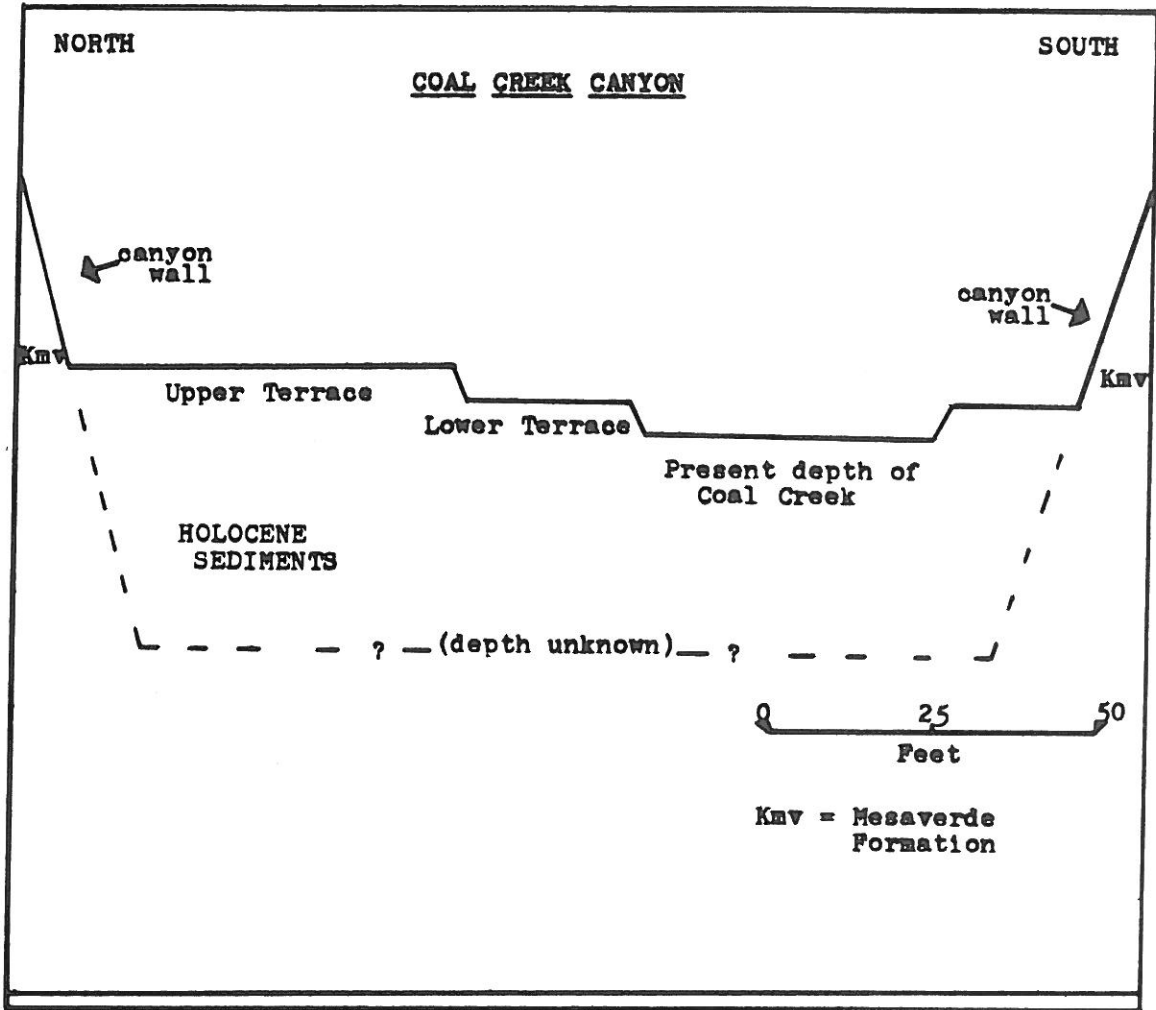 NORTH
SOUTH
COAL CREEK CANYON
canyon
wall
canyon
wall
Kmv
Kmv
Upper Terrace
Lower Terrace
Present depth of
Coal Creek
HOLOCENE
SEDIMENTS
? (depth unknown) ?
0 25 50
Feet
Kmv = Mesaverde
Formation